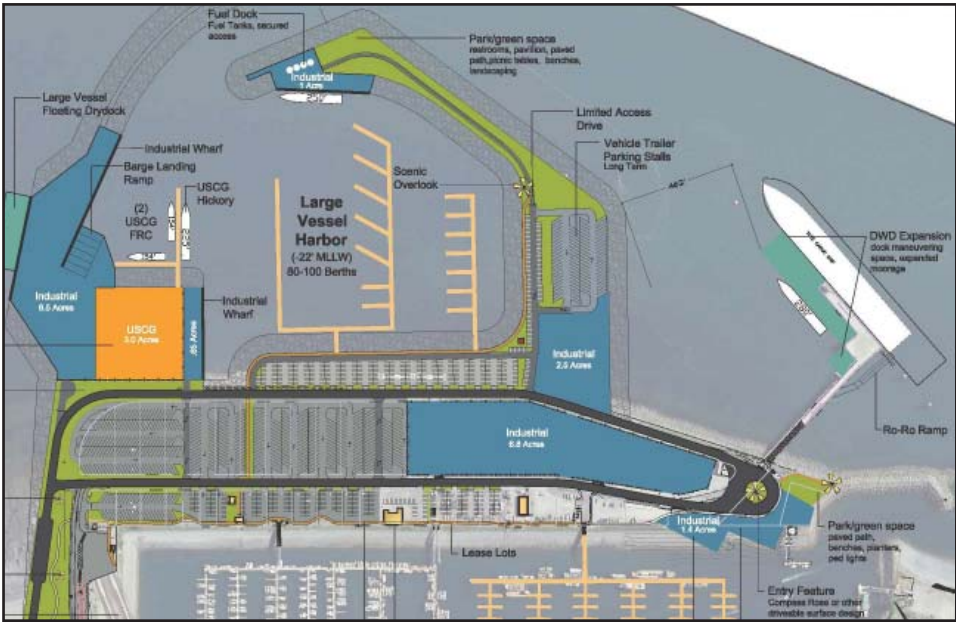 Fuel Dock
Fuel Tanks, secured
access
Park/green space
restrooms, pavilion, paved
path, picnic tables, benches,
landscaping
Industrial
1 Acre
250'
Large Vessel
Floating Drydock
Limited Access
Drive
Industrial Wharf
Vehicle Trailer
Parking Stalls
Long Term
Barge Landing
Ramp
Scenic
Overlook
USCG
Hickory
(2)
USCG
FRC
Large
Vessel
Harbor
(-22' MLLW)
80-100 Berths
DWD Expansion
dock maneuvering
space, expanded
moorage
Industrial
6.5 Acres
Industrial
Wharf
USCG
3.0 Acres
.85 Acres
Industrial
2.5 Acres
Industrial
6.8 Acres
Ro-Ro Ramp
Industrial
1.4 Acres
Park/green space
paved path,
benches, planters,
ped lights
Lease Lots
Entry Feature
Compass Rose or other
driveable surface design